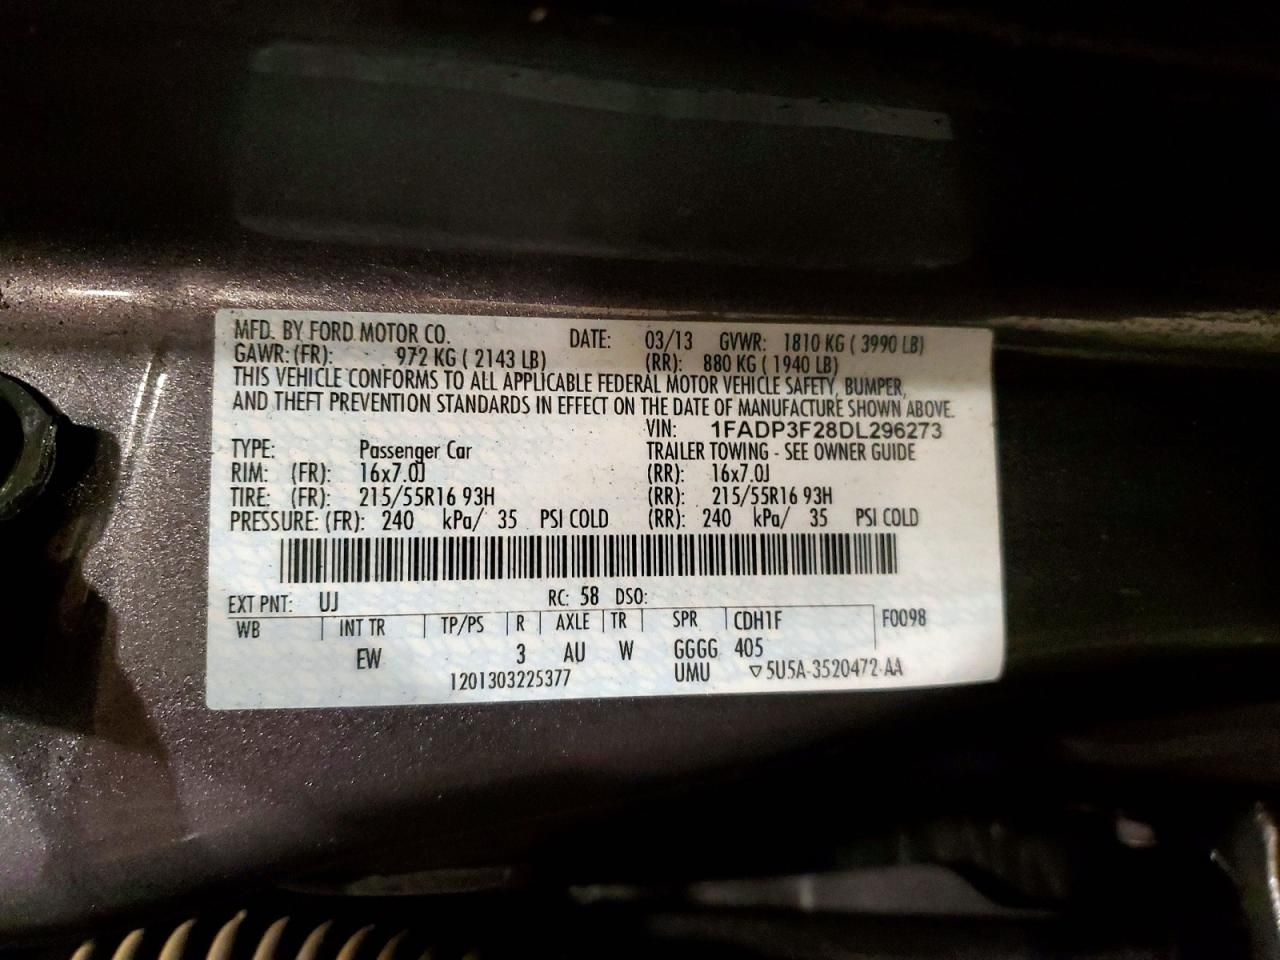 MFD. BY FORD MOTOR CO. DATE: 03/13 GVWR: 1810 KG ( 3990 LB)
GAWR: (FR): 972 KG ( 2143 LB) (RR): 880 KG ( 1940 LB)
THIS VEHICLE CONFORMS TO ALL APPLICABLE FEDERAL MOTOR VEHICLE SAFETY, BUMPER,
AND THEFT PREVENTION STANDARDS IN EFFECT ON THE DATE OF MANUFACTURE SHOWN ABOVE.
VIN: 1FADP3F28DL296273
TYPE: Passenger Car TRAILER TOWING - SEE OWNER GUIDE
RIM: (FR): 16x7.0J (RR): 16x7.0J
TIRE: (FR): 215/55R16 93H (RR): 215/55R16 93H
PRESSURE: (FR): 240 kPa/ 35 PSI COLD (RR): 240 kPa/ 35 PSI COLD
EXT PNT: UJ RC: 58 DSO:
WB INT TR TP/PS R AXLE TR SPR CDH1F F0098
EW 3 AU W GGGG 405
1201303225377 UMU ▽5U5A-3520472-AA